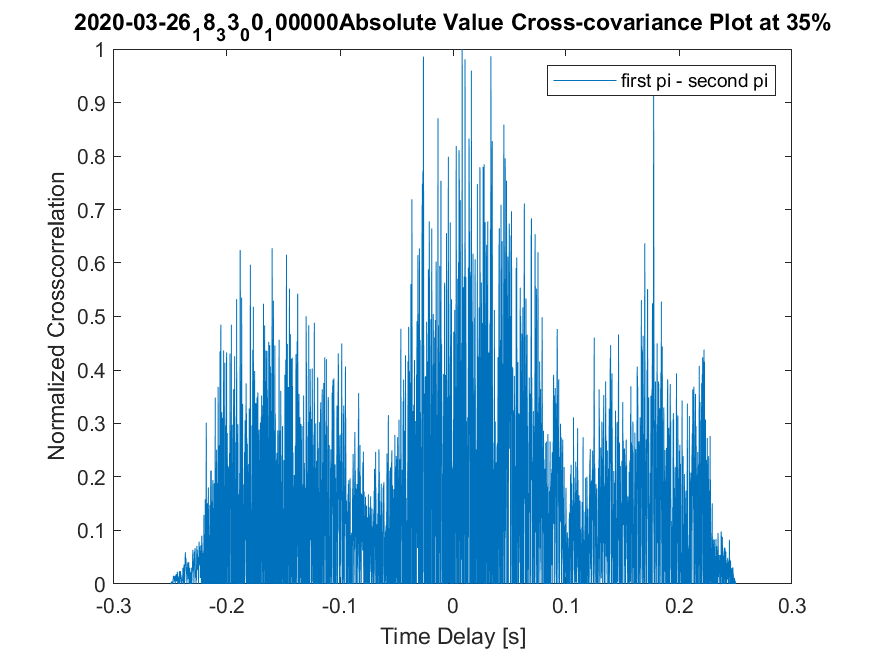 2020-03-26₁8₃3₀0₁00000Absolute Value Cross-covariance Plot at 35%
first pi - second pi
Normalized Crosscorrelation
1
0.9
0.8
0.7
0.6
0.5
0.4
0.3
0.2
0.1
0
-0.3 -0.2 -0.1 0 0.1 0.2 0.3
Time Delay [s]